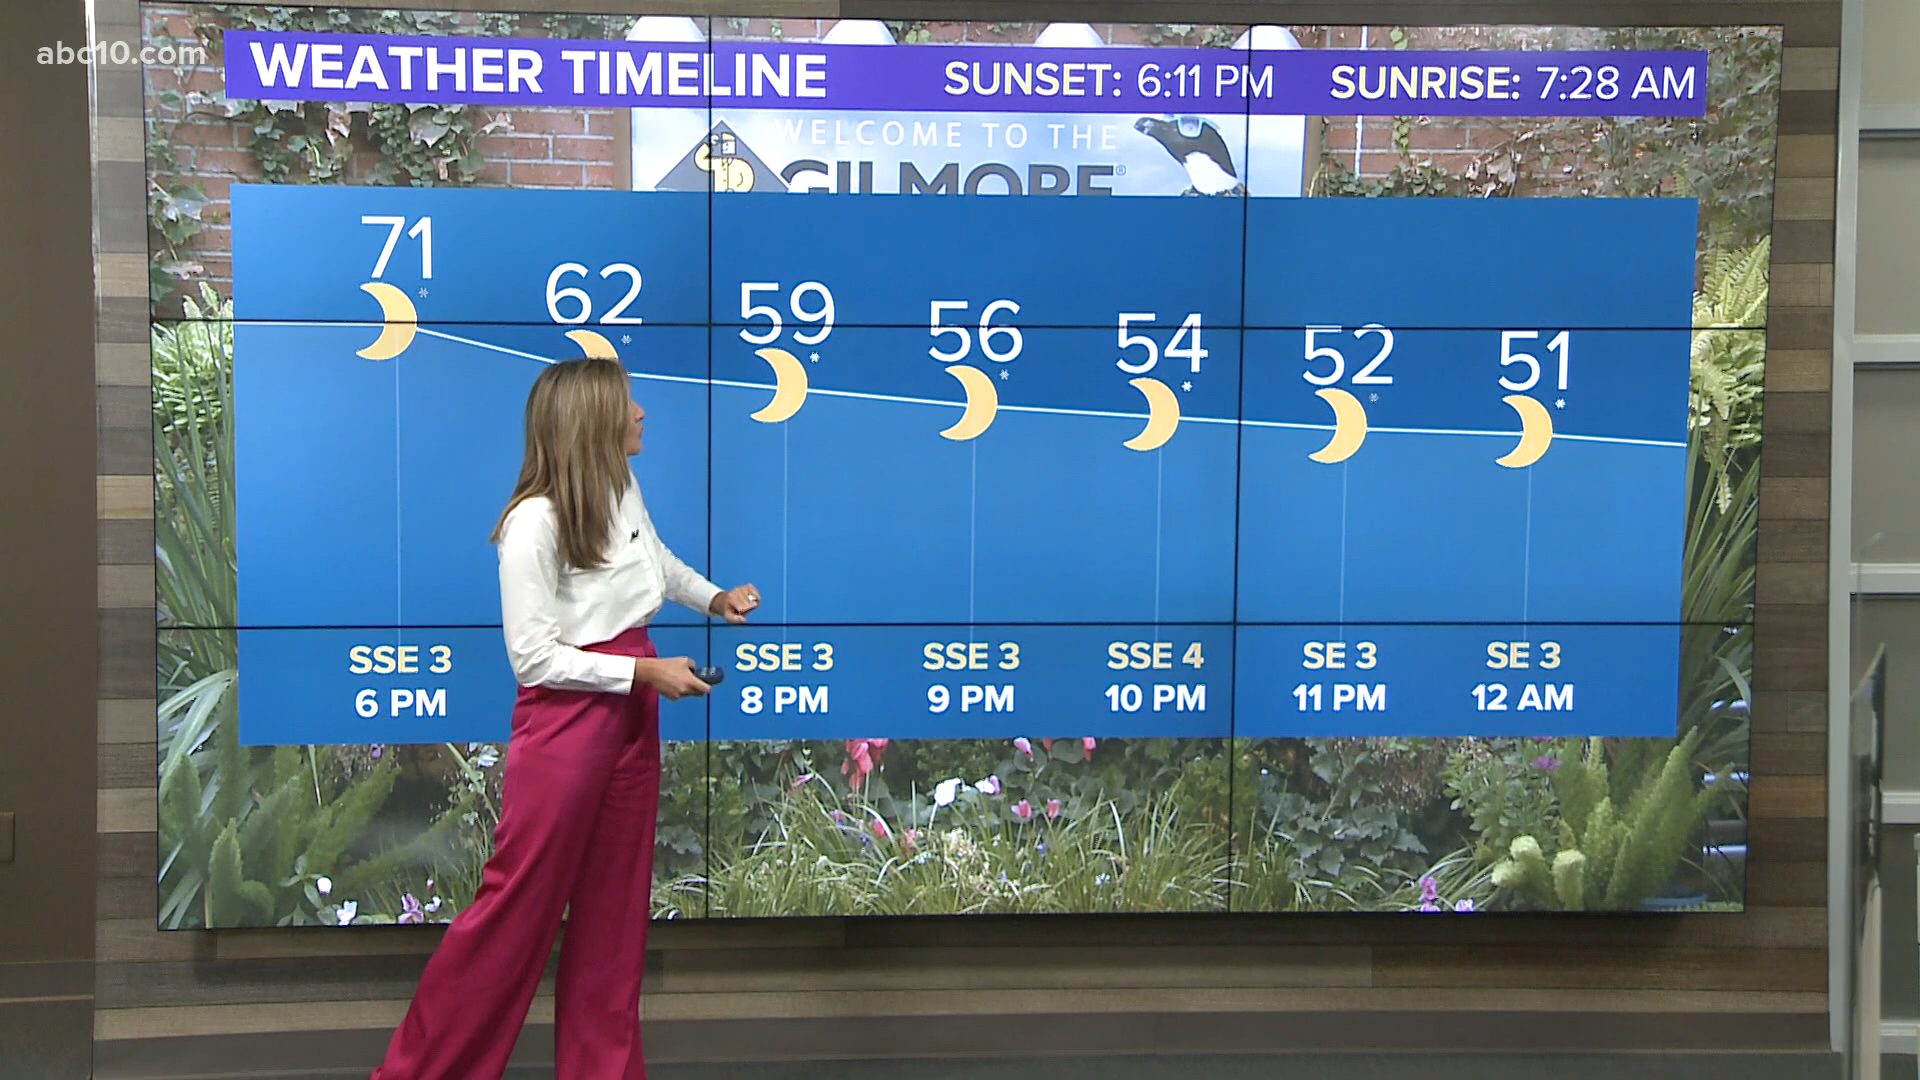 abc10.com
WEATHER TIMELINE SUNSET: 6:11 PM SUNRISE: 7:28 AM
WELCOME TO THE
GILMORE®
71 62 59 56 54 52 51
SSE 3 SSE 3 SSE 3 SSE 4 SE 3 SE 3
6 PM 8 PM 9 PM 10 PM 11 PM 12 AM